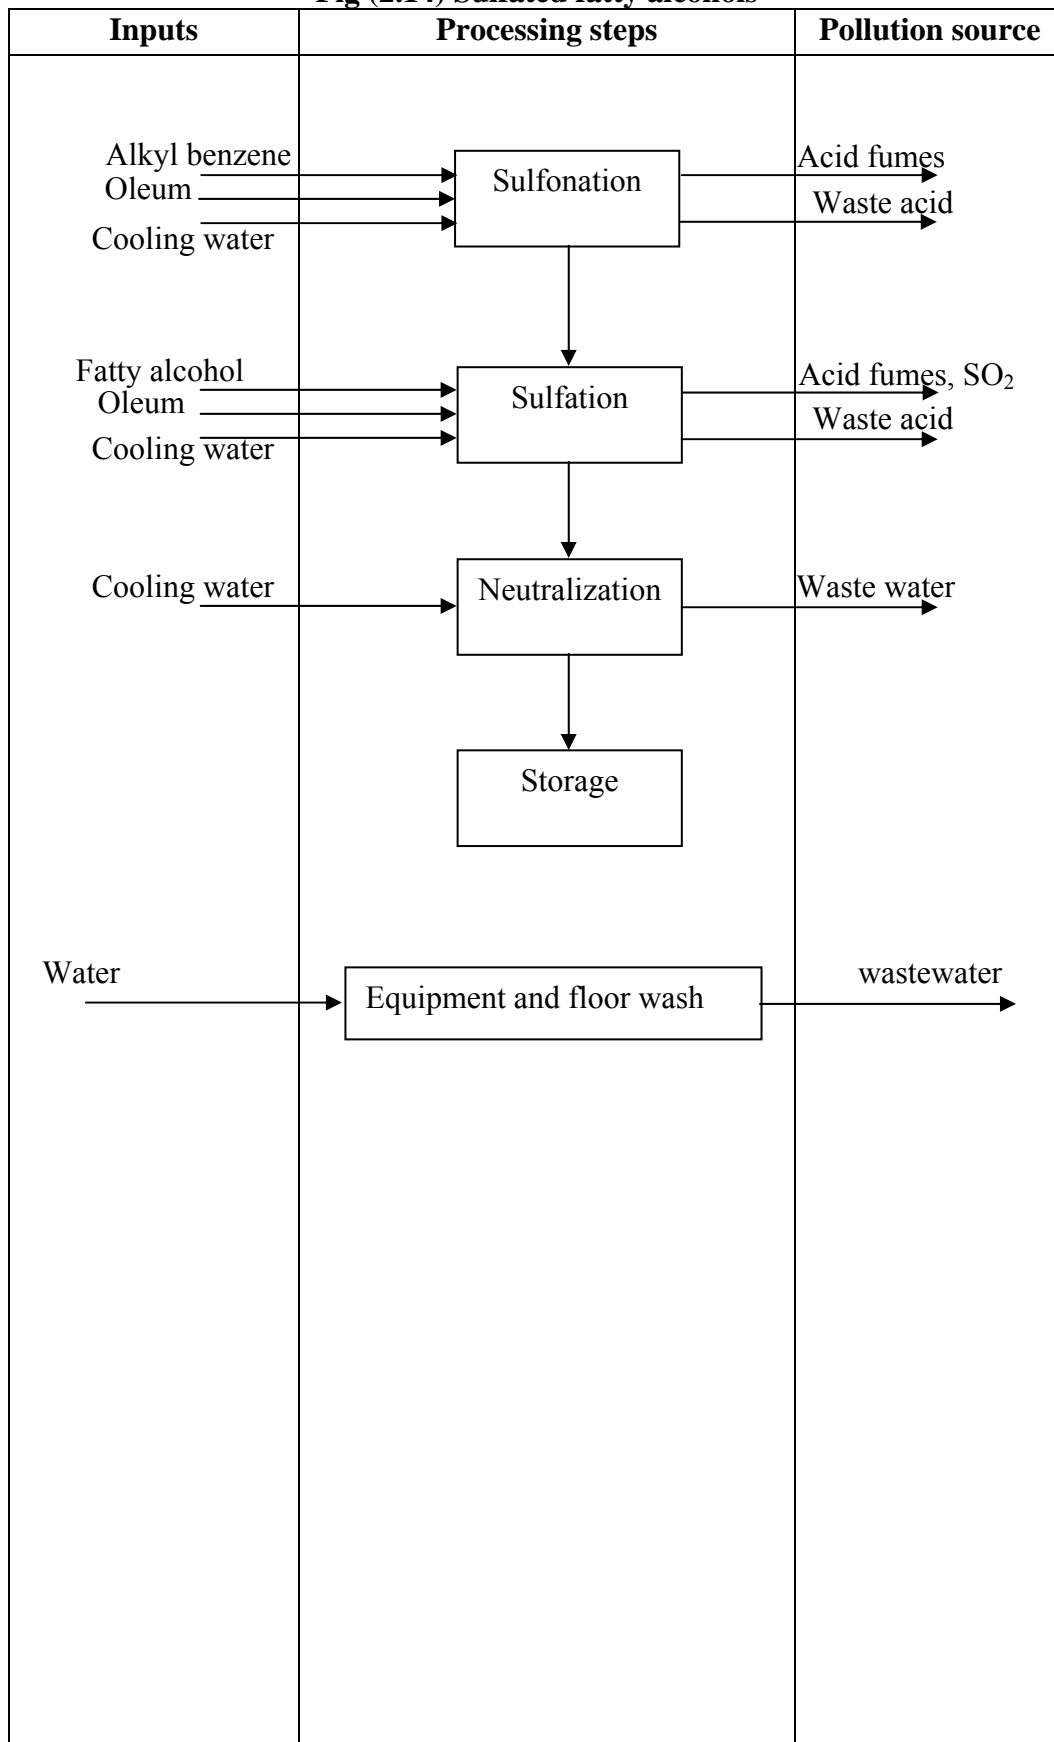 Fig (2.14) Sulfated fatty alcohols
Inputs Processing steps Pollution source
Alkyl benzene
Oleum
Cooling water
Sulfonation
Acid fumes
Waste acid
Fatty alcohol
Oleum
Cooling water
Sulfation
Acid fumes, SO₂
Waste acid
Cooling water
Neutralization
Waste water
Storage
Water
Equipment and floor wash
wastewater